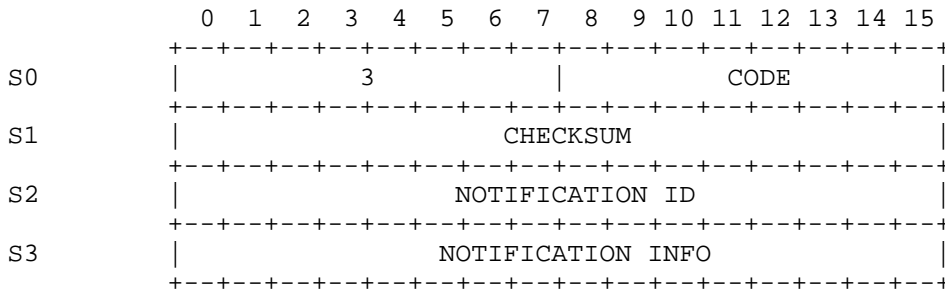 0 1 2 3 4 5 6 7 8 9 10 11 12 13 14 15
+--+--+--+--+--+--+--+--+--+--+--+--+--+--+--+--+
S0 | 3 | CODE |
+--+--+--+--+--+--+--+--+--+--+--+--+--+--+--+--+
S1 | CHECKSUM |
+--+--+--+--+--+--+--+--+--+--+--+--+--+--+--+--+
S2 | NOTIFICATION ID |
+--+--+--+--+--+--+--+--+--+--+--+--+--+--+--+--+
S3 | NOTIFICATION INFO |
+--+--+--+--+--+--+--+--+--+--+--+--+--+--+--+--+